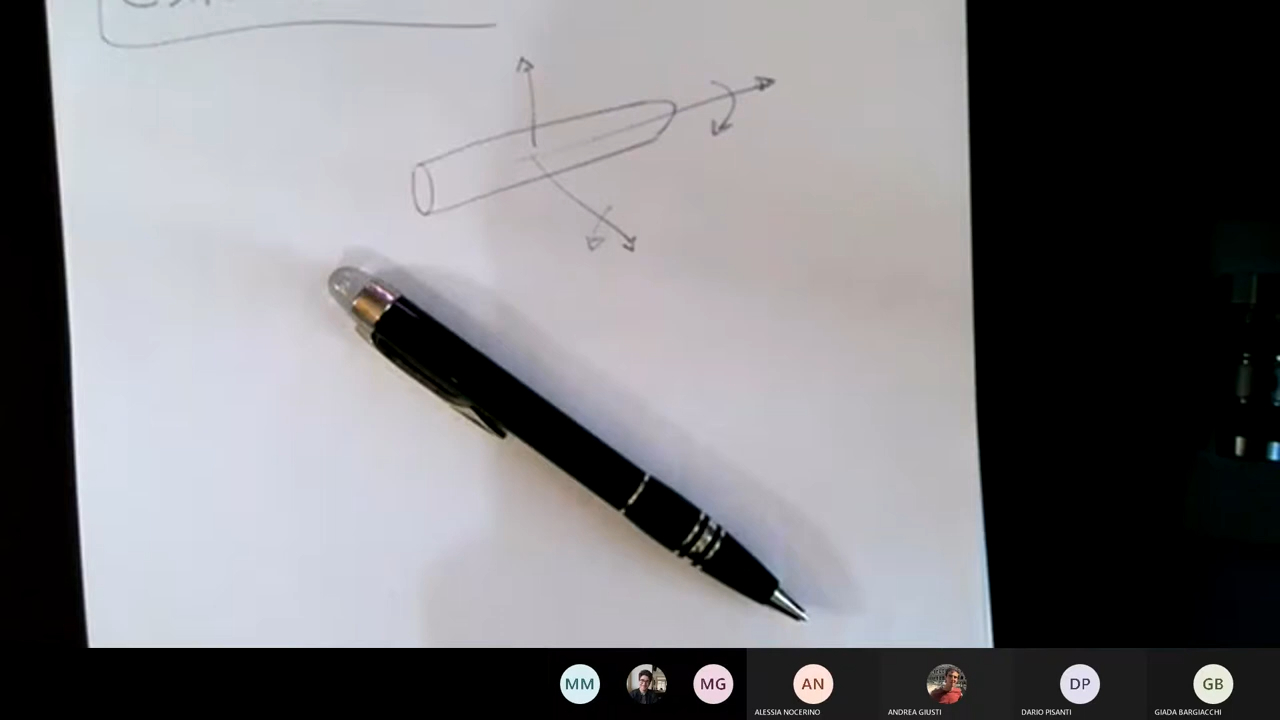 MM
MG
AN
DP
GB
ALESSIA NOCERINO
ANDREA GIUSTI
DARIO PISANTI
GIADA BARGIACCHI